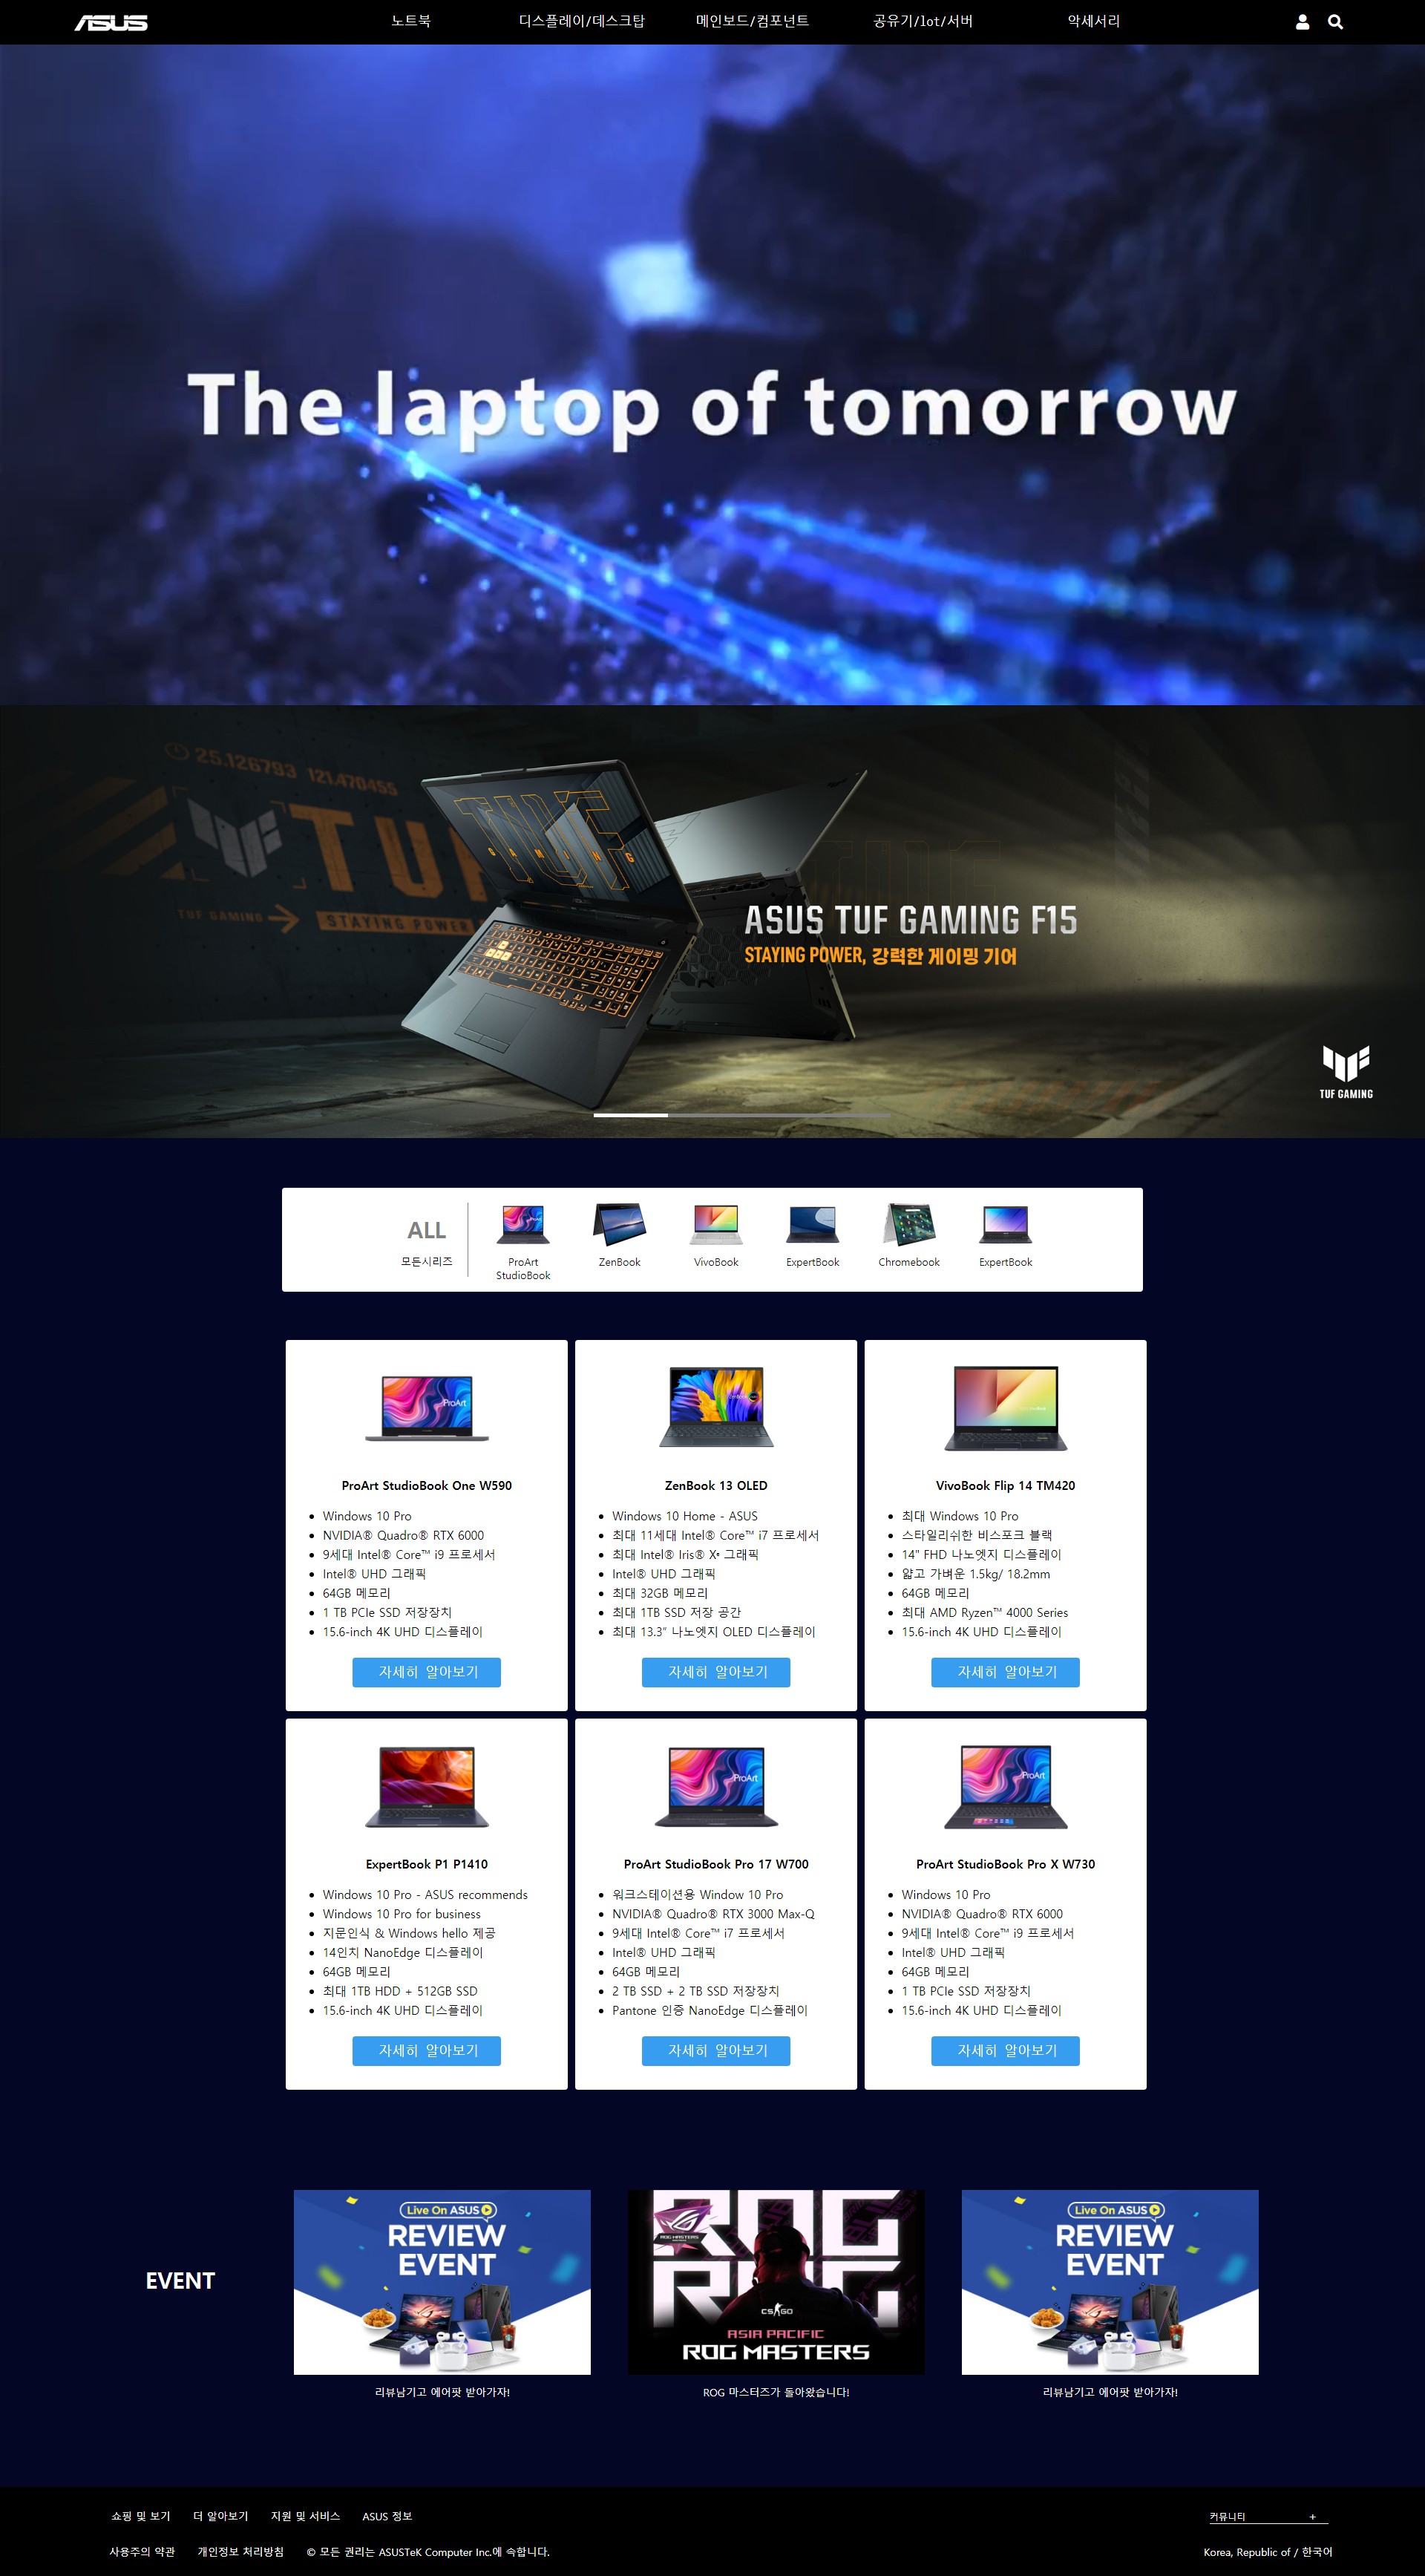 ASUS
노트북
디스플레이/데스크탑
메인보드/컴포넌트
공유기/lot/서버
악세서리
The laptop of tomorrow
25.126793 121.470455
TUF
TUF GAMING
STAYING POWER
TUF
GAMING
ASUS TUF GAMING F15
STAYING POWER, 강력한 게이밍 기어
TUF GAMING
ALL
모든시리즈
ProArt
StudioBook
ZenBook
VivoBook
ExpertBook
Chromebook
ExpertBook
ProArt
ProArt StudioBook One W590
Windows 10 Pro
NVIDIA® Quadro® RTX 6000
9세대 Intel® Core™ i9 프로세서
Intel® UHD 그래픽
64GB 메모리
1 TB PCIe SSD 저장장치
15.6-inch 4K UHD 디스플레이
자세히 알아보기
ZenBook 13 OLED
Windows 10 Home - ASUS
최대 11세대 Intel® Core™ i7 프로세서
최대 Intel® Iris® Xᵉ 그래픽
Intel® UHD 그래픽
최대 32GB 메모리
최대 1TB SSD 저장 공간
최대 13.3” 나노엣지 OLED 디스플레이
자세히 알아보기
VivoBook Flip 14 TM420
최대 Windows 10 Pro
스타일리쉬한 비스포크 블랙
14" FHD 나노엣지 디스플레이
얇고 가벼운 1.5kg/ 18.2mm
64GB 메모리
최대 AMD Ryzen™ 4000 Series
15.6-inch 4K UHD 디스플레이
자세히 알아보기
ExpertBook P1 P1410
Windows 10 Pro - ASUS recommends
Windows 10 Pro for business
지문인식 & Windows hello 제공
14인치 NanoEdge 디스플레이
64GB 메모리
최대 1TB HDD + 512GB SSD
15.6-inch 4K UHD 디스플레이
자세히 알아보기
ProArt
ProArt StudioBook Pro 17 W700
워크스테이션용 Window 10 Pro
NVIDIA® Quadro® RTX 3000 Max-Q
9세대 Intel® Core™ i7 프로세서
Intel® UHD 그래픽
64GB 메모리
2 TB SSD + 2 TB SSD 저장장치
Pantone 인증 NanoEdge 디스플레이
자세히 알아보기
ProArt
ProArt StudioBook Pro X W730
Windows 10 Pro
NVIDIA® Quadro® RTX 6000
9세대 Intel® Core™ i9 프로세서
Intel® UHD 그래픽
64GB 메모리
1 TB PCIe SSD 저장장치
15.6-inch 4K UHD 디스플레이
자세히 알아보기
EVENT
Live On ASUS
REVIEW
EVENT
리뷰남기고 에어팟 받아가자!
ROG
ROG MASTERS
ROG
CS GO
ASIA PACIFIC
ROG MASTERS
ROG 마스터즈가 돌아왔습니다!
Live On ASUS
REVIEW
EVENT
리뷰남기고 에어팟 받아가자!
쇼핑 및 보기
더 알아보기
지원 및 서비스
ASUS 정보
커뮤니티 +
사용주의 약관
개인정보 처리방침
© 모든 권리는 ASUSTeK Computer Inc.에 속합니다.
Korea, Republic of / 한국어